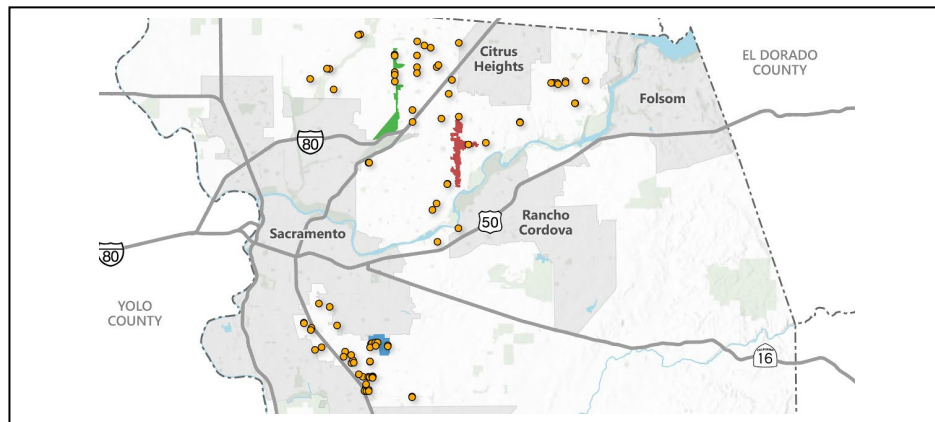 Citrus
Heights
EL DORADO
COUNTY
Folsom
80
50
Rancho
Cordova
Sacramento
80
YOLO
COUNTY
16